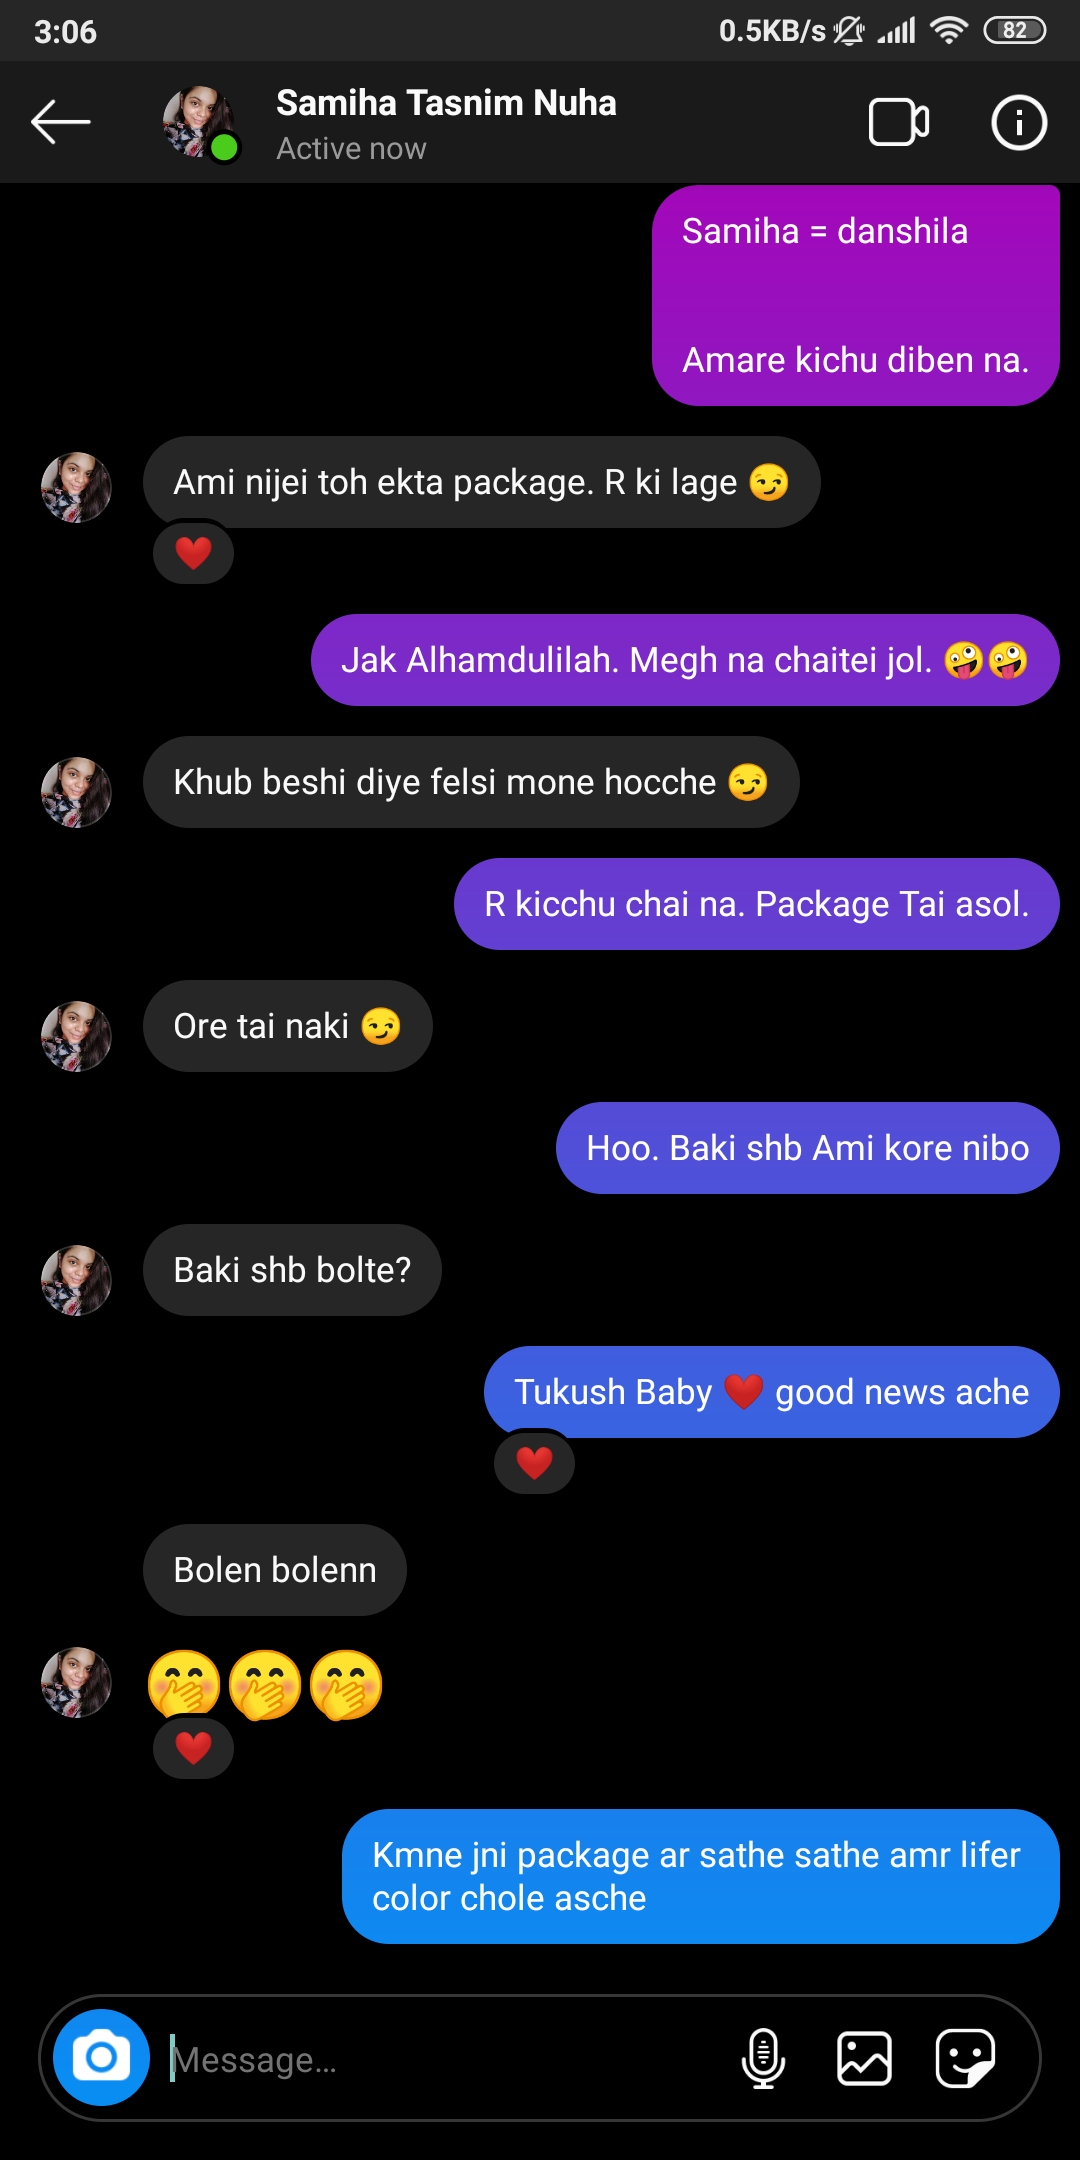 3:06
0.5KB/s
82
Samiha Tasnim Nuha
Active now
Samiha = danshila
Amare kichu diben na.
Ami nijei toh ekta package. R ki lage 😏
❤️
Jak Alhamdulilah. Megh na chaitei jol. 🤪🤪
Khub beshi diye felsi mone hocche 😏
R kicchu chai na. Package Tai asol.
Ore tai naki 😏
Hoo. Baki shb Ami kore nibo
Baki shb bolte?
Tukush Baby ❤️ good news ache
❤️
Bolen bolenn
🤭🤭🤭
❤️
Kmne jni package ar sathe sathe amr lifer
color chole asche
Message...